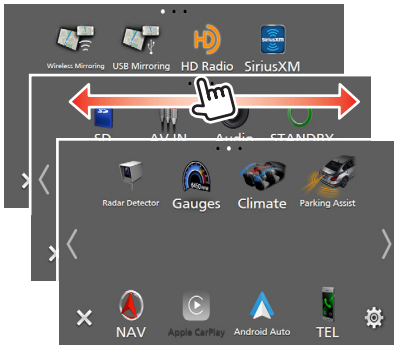 Wireless Mirroring USB Mirroring HD Radio SiriusXM
SD AV IN Audio STANDBY
Radar Detector Gauges Climate Parking Assist
NAV Apple CarPlay Android Auto TEL